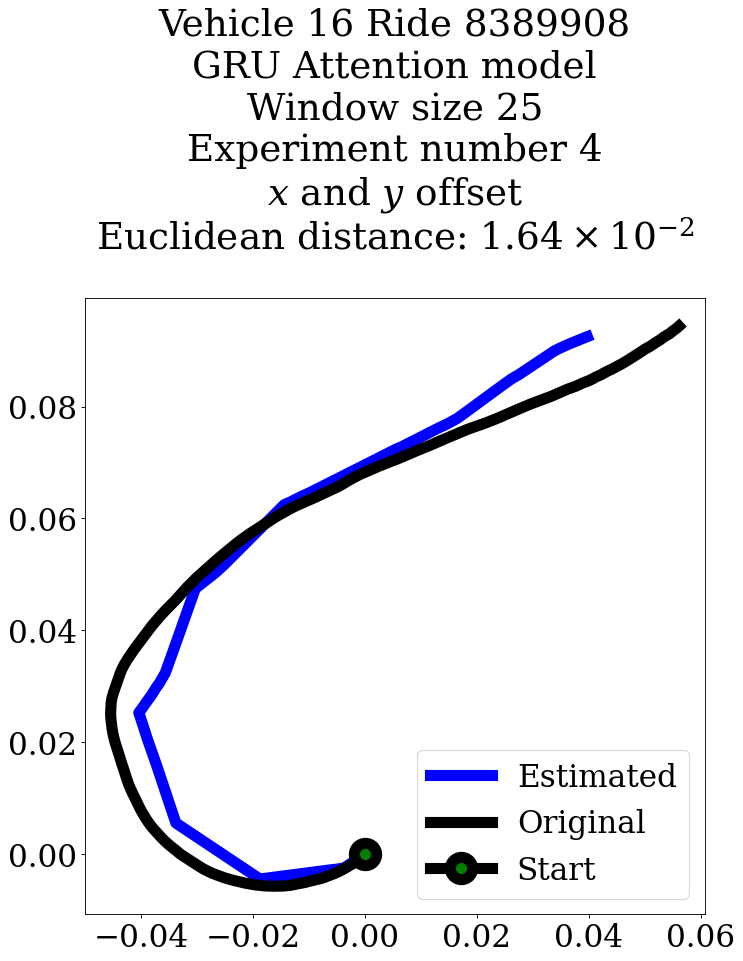 Vehicle 16 Ride 8389908
GRU Attention model
Window size 25
Experiment number 4
x and y offset
Euclidean distance: 1.64 × 10⁻²
0.08
0.06
0.04
0.02
0.00
Estimated
Original
Start
−0.04 −0.02 0.00 0.02 0.04 0.06